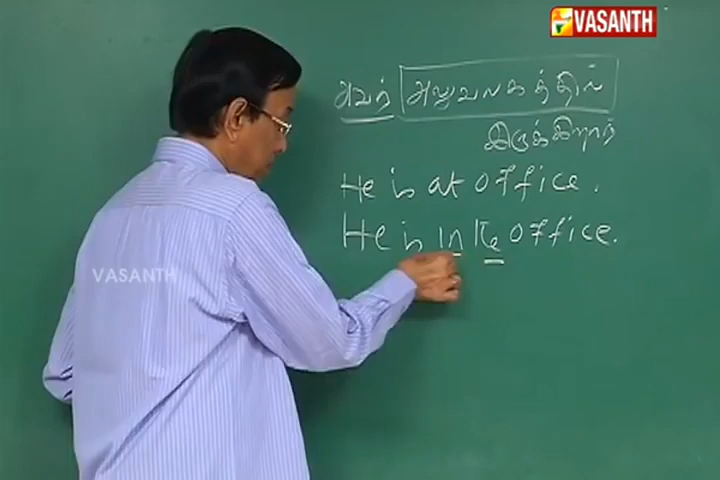 VASANTH
அவர் அலுவலகத்தில்
இருக்கிறார்
He is at office.
He is in the office.
VASANTH